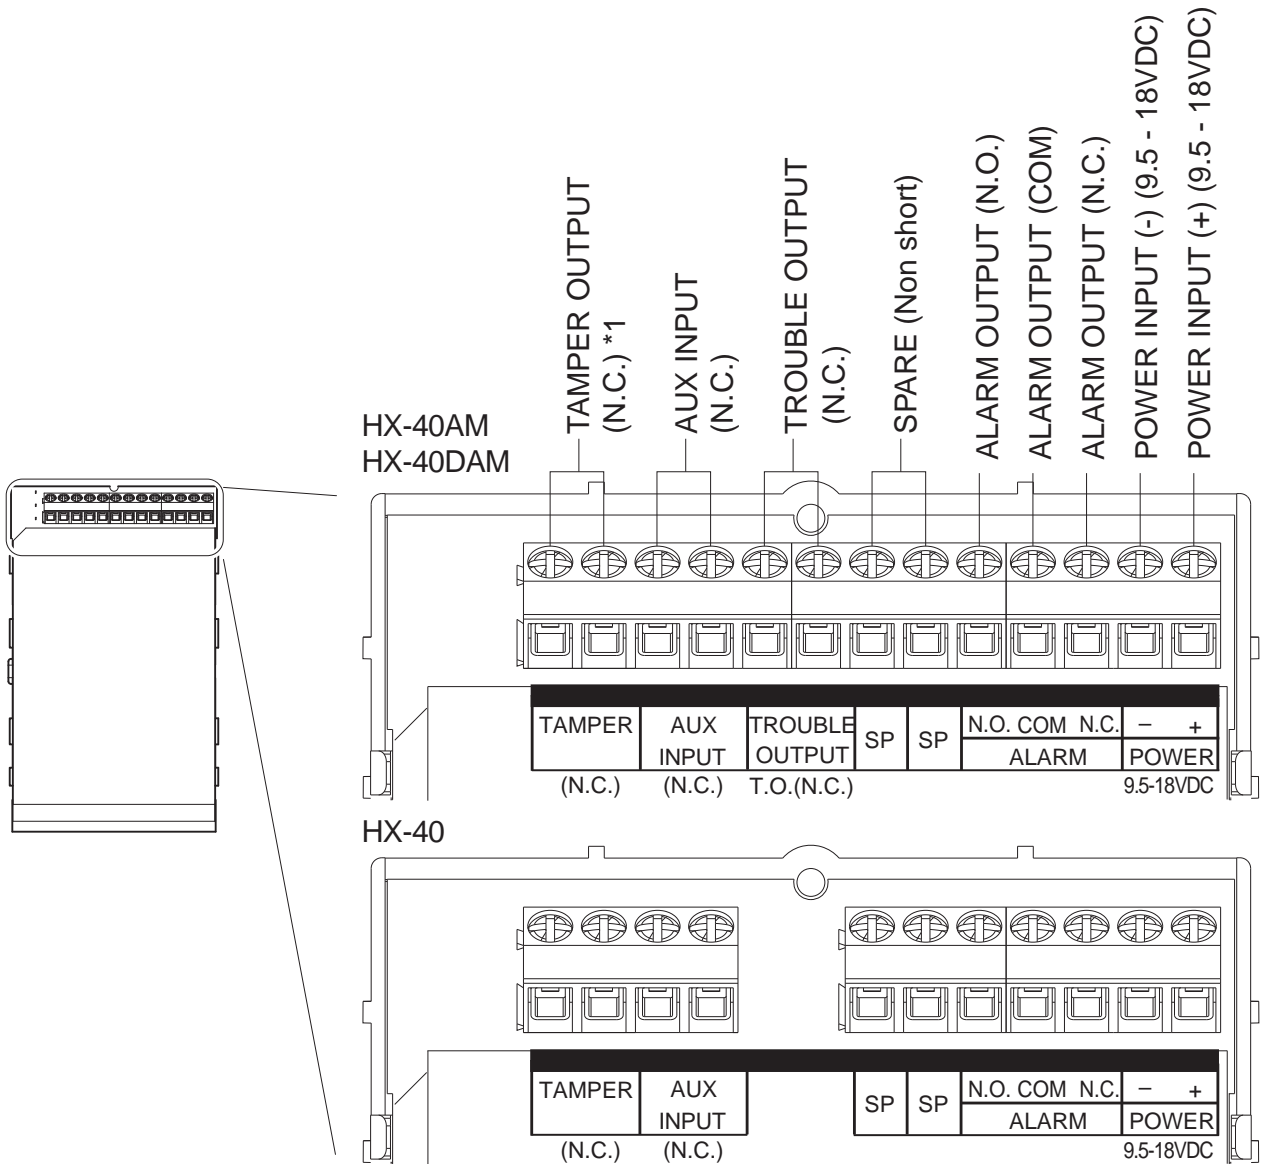 TAMPER OUTPUT
(N.C.) *1
AUX INPUT
(N.C.)
TROUBLE OUTPUT
(N.C.)
SPARE (Non short)
ALARM OUTPUT (N.O.)
ALARM OUTPUT (COM)
ALARM OUTPUT (N.C.)
POWER INPUT (-) (9.5 - 18VDC)
POWER INPUT (+) (9.5 - 18VDC)
HX-40AM
HX-40DAM
TAMPER AUX TROUBLE SP SP N.O. COM N.C. – +
INPUT OUTPUT ALARM POWER
(N.C.) (N.C.) T.O.(N.C.) 9.5-18VDC
HX-40
TAMPER AUX SP SP N.O. COM N.C. – +
INPUT ALARM POWER
(N.C.) (N.C.) 9.5-18VDC